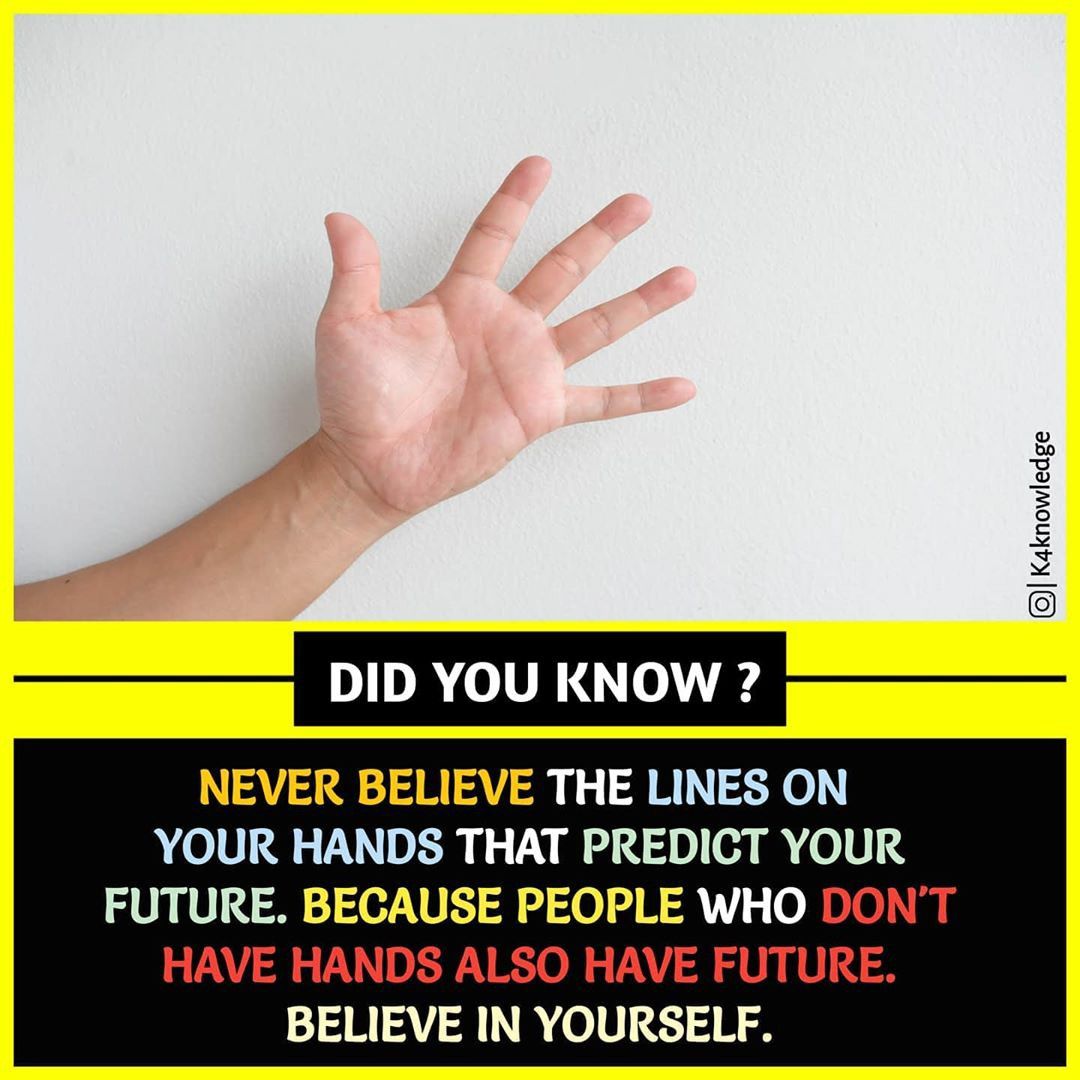 K4knowledge
DID YOU KNOW ?
NEVER BELIEVE THE LINES ON
YOUR HANDS THAT PREDICT YOUR
FUTURE. BECAUSE PEOPLE WHO DON'T
HAVE HANDS ALSO HAVE FUTURE.
BELIEVE IN YOURSELF.